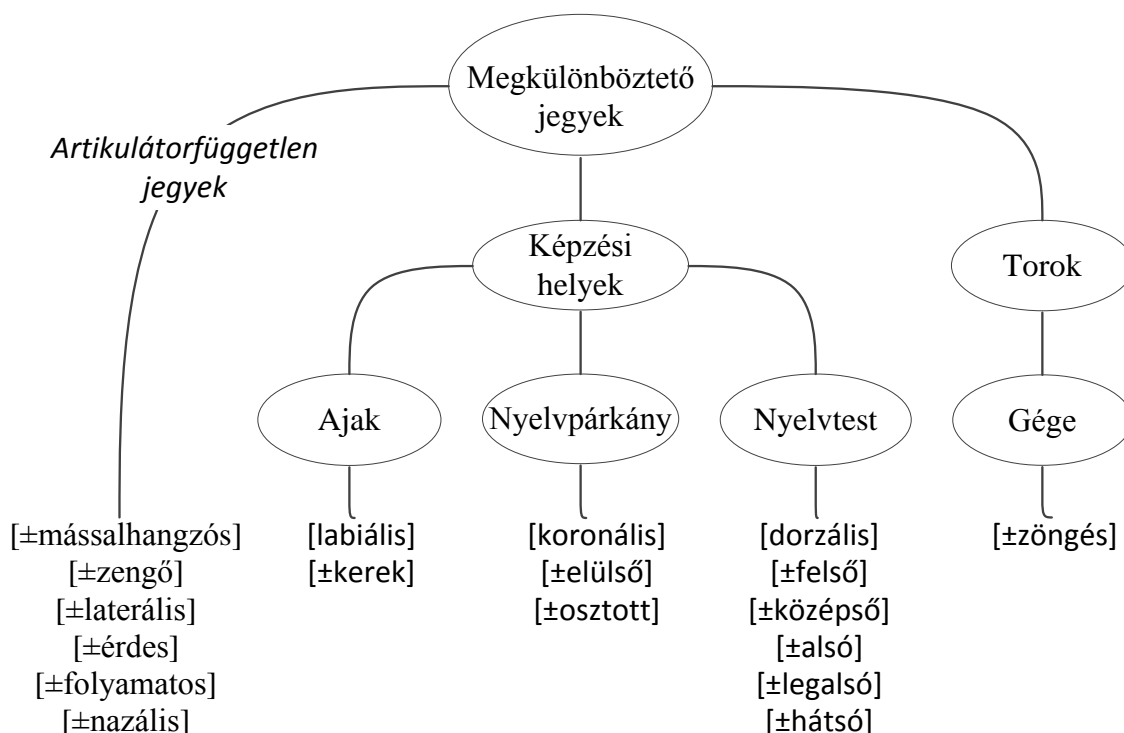 Megkülönböztető
jegyek
Artikulátorfüggetlen
jegyek
Képzési
helyek
Torok
Ajak
Nyelvpárkány
Nyelvtest
Gége
[±mássalhangzós]
[±zengő]
[±laterális]
[±érdes]
[±folyamatos]
[±nazális]
[labiális]
[±kerek]
[koronális]
[±elülső]
[±osztott]
[dorzális]
[±felső]
[±középső]
[±alsó]
[±legalsó]
[±hátsó]
[±zöngés]